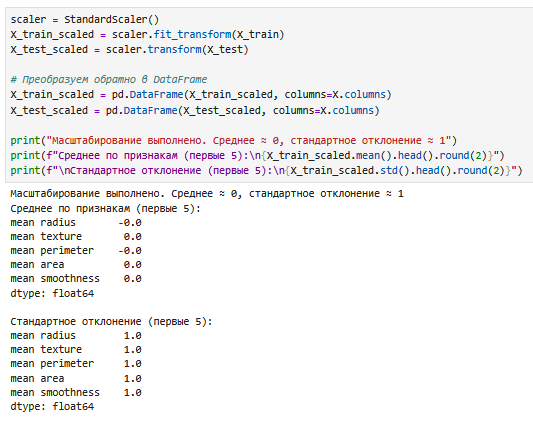 scaler = StandardScaler()
X_train_scaled = scaler.fit_transform(X_train)
X_test_scaled = scaler.transform(X_test)

# Преобразуем обратно в DataFrame
X_train_scaled = pd.DataFrame(X_train_scaled, columns=X.columns)
X_test_scaled = pd.DataFrame(X_test_scaled, columns=X.columns)

print("Масштабирование выполнено. Среднее ≈ 0, стандартное отклонение ≈ 1")
print(f"Среднее по признакам (первые 5):\n{X_train_scaled.mean().head().round(2)}")
print(f"\nСтандартное отклонение (первые 5):\n{X_train_scaled.std().head().round(2)}")
Масштабирование выполнено. Среднее ≈ 0, стандартное отклонение ≈ 1
Среднее по признакам (первые 5):
mean radius       -0.0
mean texture       0.0
mean perimeter    -0.0
mean area          0.0
mean smoothness    0.0
dtype: float64

Стандартное отклонение (первые 5):
mean radius        1.0
mean texture       1.0
mean perimeter     1.0
mean area          1.0
mean smoothness    1.0
dtype: float64